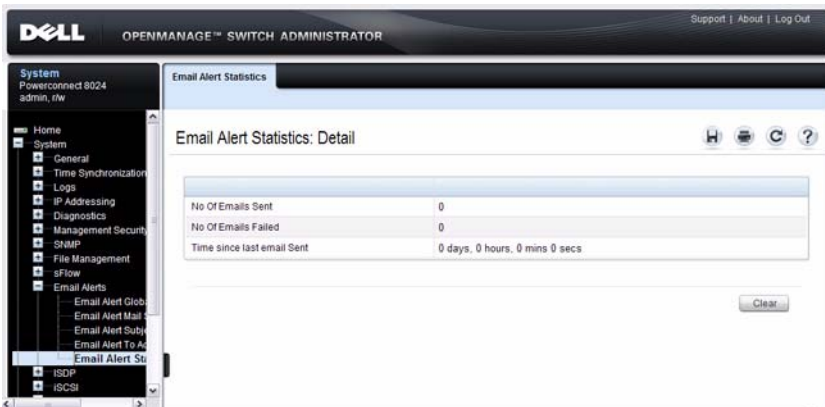 Support | About | Log Out
DELL
OPENMANAGE™ SWITCH ADMINISTRATOR
System
Powerconnect 8024
admin, r/w
Email Alert Statistics
Home
System
General
Time Synchronization
Logs
IP Addressing
Diagnostics
Management Security
SNMP
File Management
sFlow
Email Alerts
Email Alert Glob
Email Alert Mail S
Email Alert Subje
Email Alert To Ad
Email Alert Sta
ISDP
iSCSI
Email Alert Statistics: Detail
No Of Emails Sent 0
No Of Emails Failed 0
Time since last email Sent 0 days, 0 hours, 0 mins 0 secs
Clear